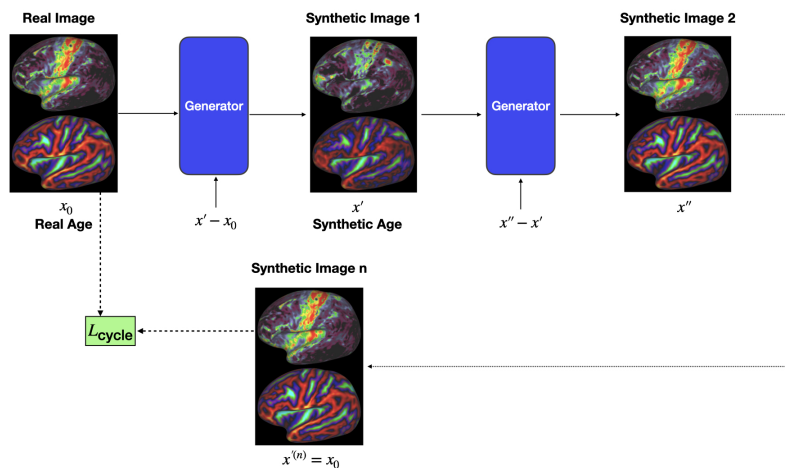 Real Image
Synthetic Image 1
Synthetic Image 2
Generator
Generator
x₀
x′ − x₀
x′
x″ − x′
x″
Real Age
Synthetic Age
Synthetic Image n
L_cycle
x′⁽ⁿ⁾ = x₀